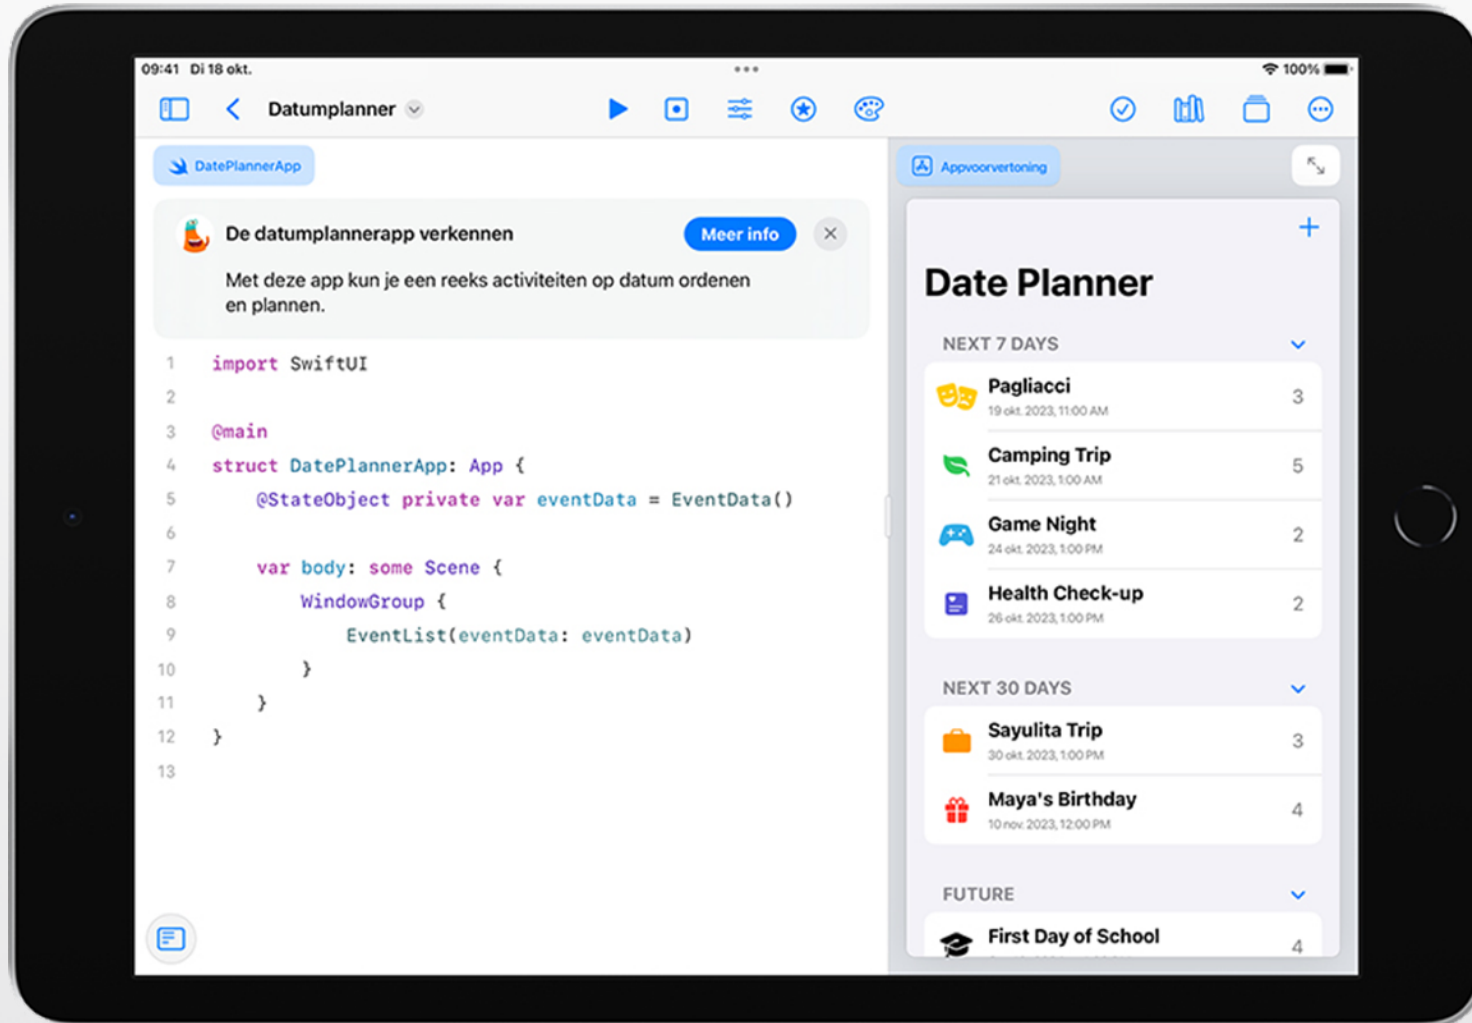 09:41 Di 18 okt.
100%
Datumplanner
DatePlannerApp
De datumplannerapp verkennen
Meer info
Met deze app kun je een reeks activiteiten op datum ordenen
en plannen.
1 import SwiftUI
2
3 @main
4 struct DatePlannerApp: App {
5 @StateObject private var eventData = EventData()
6
7 var body: some Scene {
8 WindowGroup {
9 EventList(eventData: eventData)
10 }
11 }
12 }
13
Appvoorvertoning
Date Planner
NEXT 7 DAYS
Pagliacci
19 okt. 2023, 11:00 AM
3
Camping Trip
21 okt. 2023, 1:00 AM
5
Game Night
24 okt. 2023, 1:00 PM
2
Health Check-up
26 okt. 2023, 1:00 PM
2
NEXT 30 DAYS
Sayulita Trip
30 okt. 2023, 1:00 PM
3
Maya's Birthday
10 nov. 2023, 12:00 PM
4
FUTURE
First Day of School
4